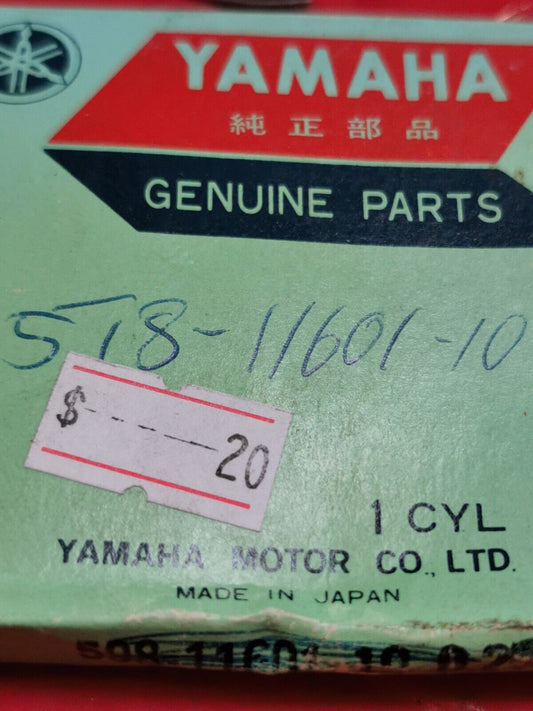 YAMAHA
純正部品
GENUINE PARTS
518-11601-10
$ 20
1 CYL
YAMAHA MOTOR CO., LTD.
MADE IN JAPAN